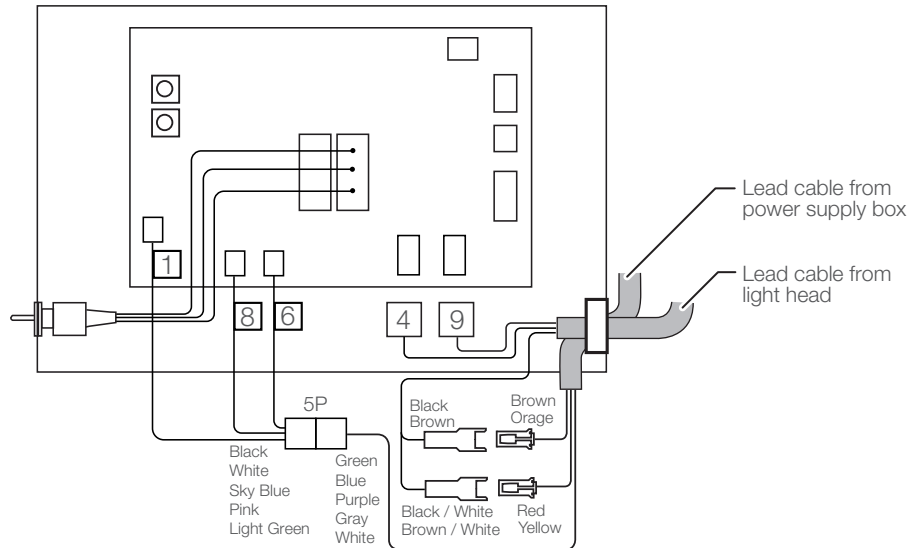 Lead cable from
power supply box
Lead cable from
light head
1
8
6
4
9
5P
Black
White
Sky Blue
Pink
Light Green
Green
Blue
Purple
Gray
White
Black
Brown
Brown
Orage
Black / White
Brown / White
Red
Yellow